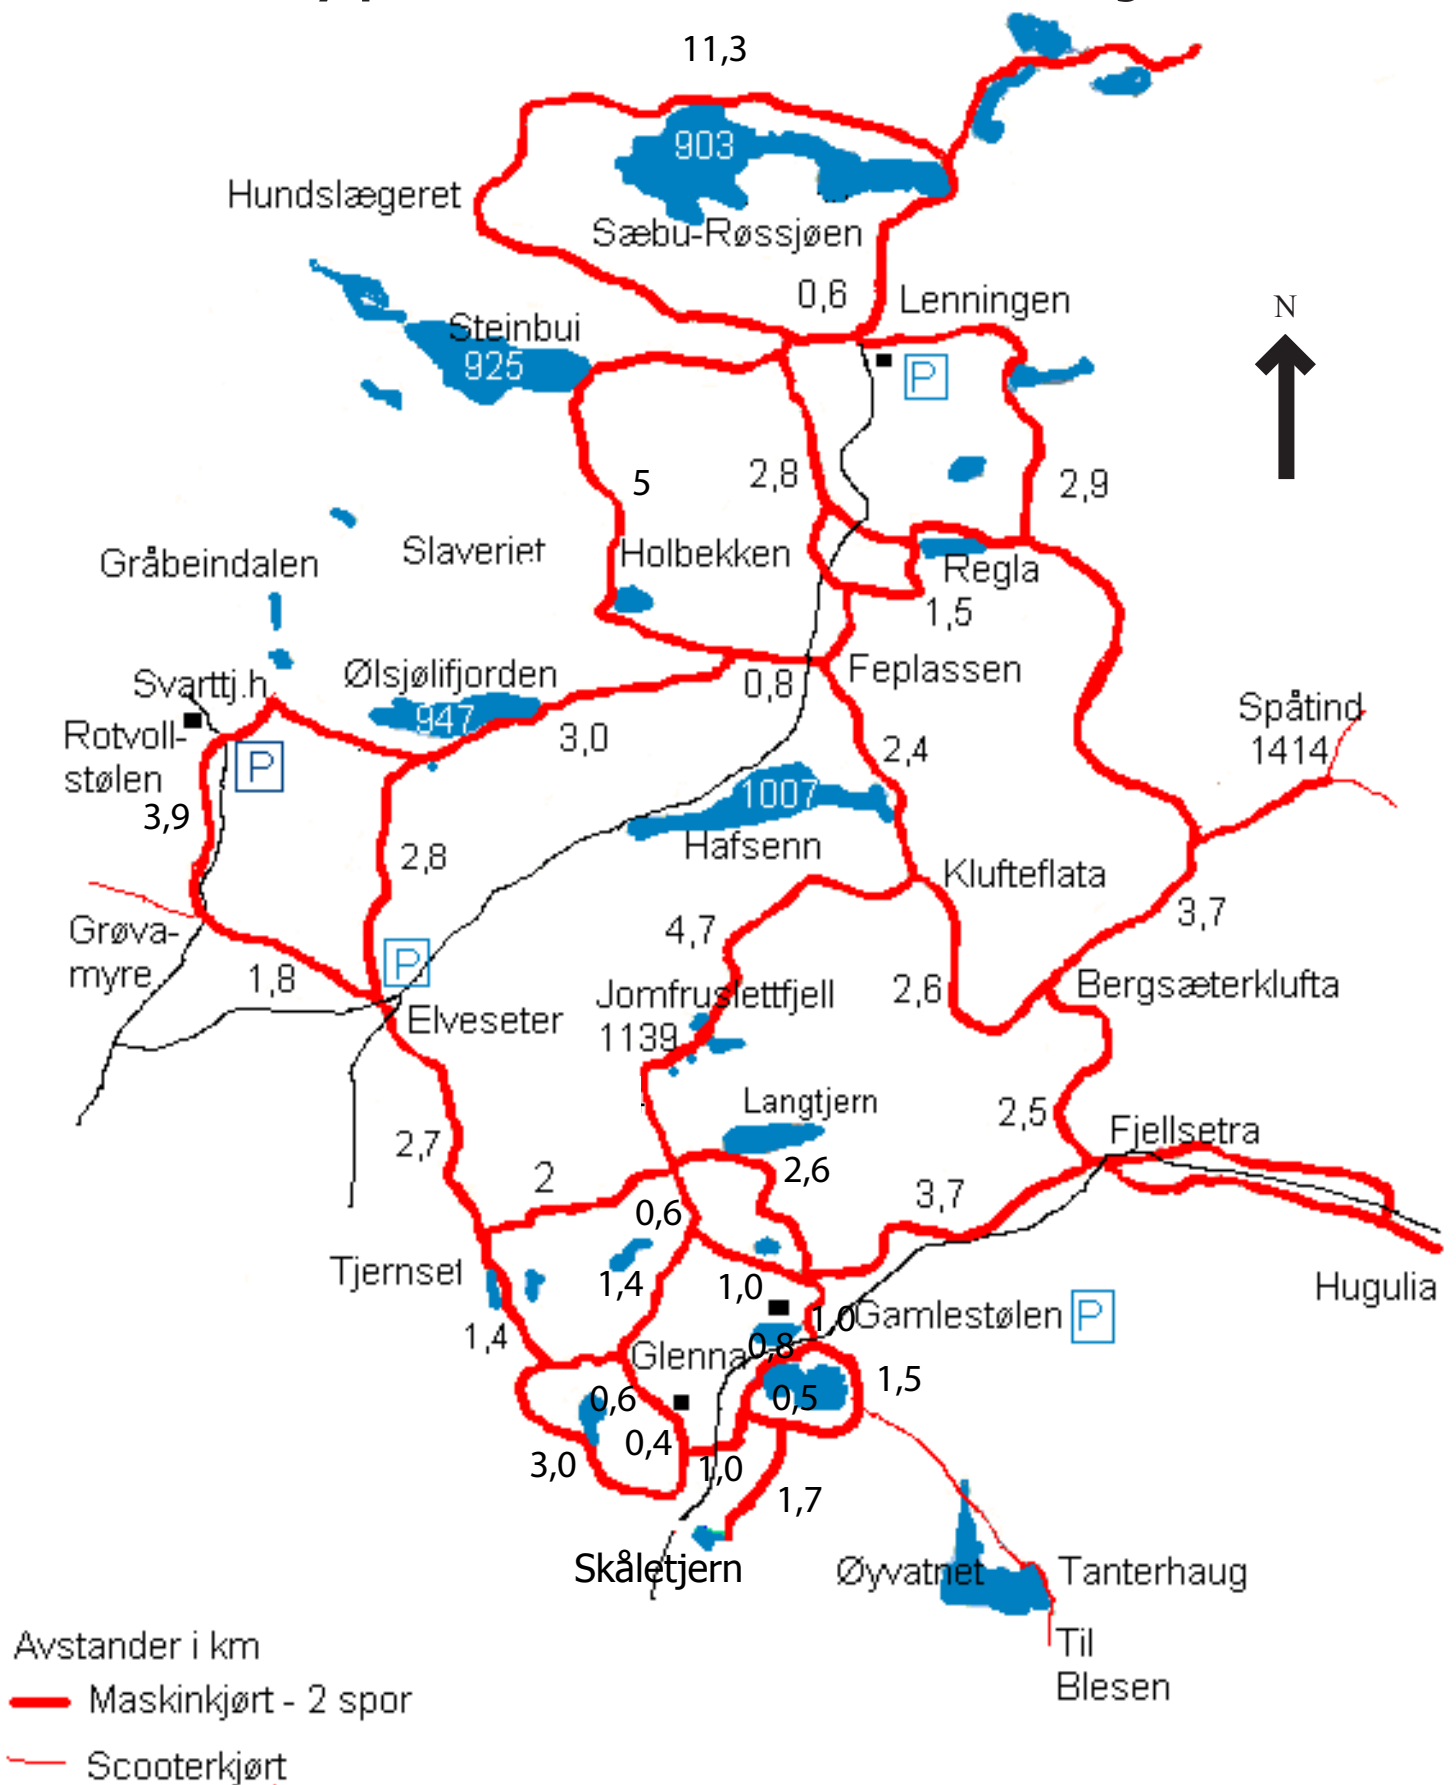 11,3
903
Hundslægeret
Sæbu-Røssjøen
0,6
Lenningen
N
Steinbui
925
P
5
2,8
2,9
Slaveriet
Holbekken
Gråbeindalen
Regla
1,5
Ølsjølifjorden
Svarttj.h
0,8
Feplassen
947
3,0
Rotvoll-
stølen
P
3,9
2,4
Spåtind
1414
1007
Hafsenn
2,8
Klufteflata
3,7
4,7
Grøva-
myre
1,8
P
Jomfruslettfjell
1139
2,6
Bergsæterklufta
Elveseter
Langtjern
2,5
Fjellsetra
2,7
2
2,6
0,6
3,7
Tjernset
1,4
1,0
1,0
Gamlestølen
P
Hugulia
1,4
Glenna
0,8
0,6
0,5
1,5
0,4
3,0
1,0
1,7
Skåletjern
Øyvatnet
Tanterhaug
Til
Blesen
Avstander i km
Maskinkjørt - 2 spor
Scooterkjørt